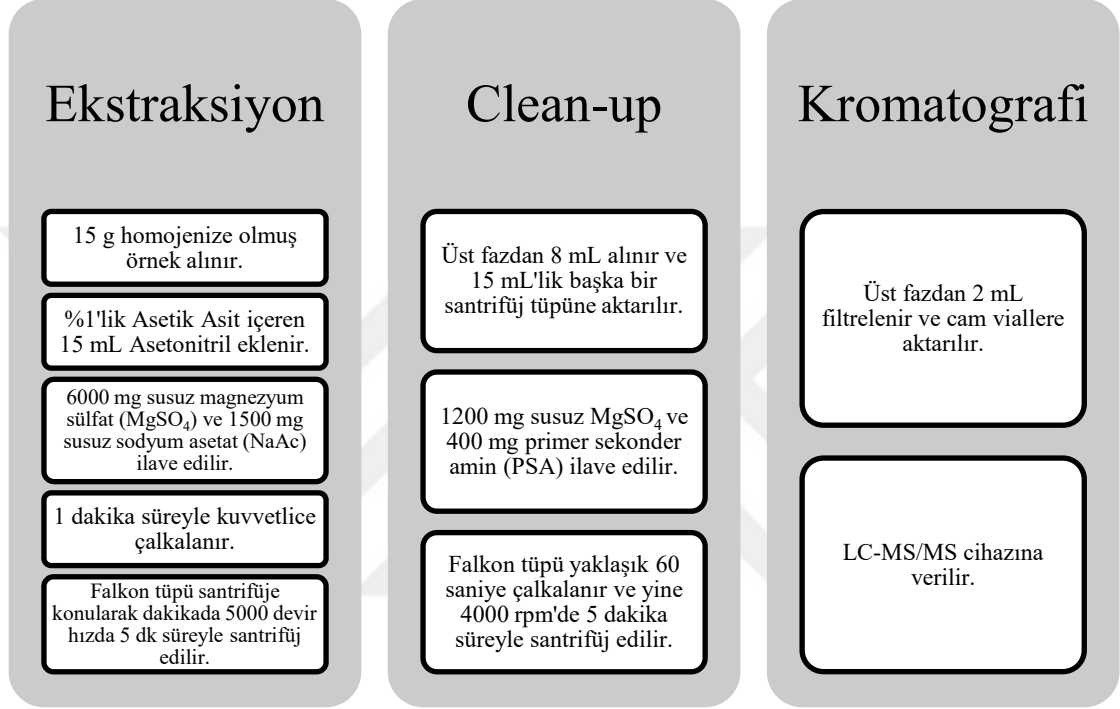 Ekstraksiyon
15 g homojenize olmuş
örnek alınır.
%1'lik Asetik Asit içeren
15 mL Asetonitril eklenir.
6000 mg susuz magnezyum
sülfat (MgSO₄) ve 1500 mg
susuz sodyum asetat (NaAc)
ilave edilir.
1 dakika süreyle kuvvetlice
çalkalanır.
Falkon tüpü santrifüje
konularak dakikada 5000 devir
hızda 5 dk süreyle santrifüj
edilir.
Clean-up
Üst fazdan 8 mL alınır ve
15 mL'lik başka bir
santrifüj tüpüne aktarılır.
1200 mg susuz MgSO₄ ve
400 mg primer sekonder
amin (PSA) ilave edilir.
Falkon tüpü yaklaşık 60
saniye çalkalanır ve yine
4000 rpm'de 5 dakika
süreyle santrifüj edilir.
Kromatografi
Üst fazdan 2 mL
filtrelenir ve cam viallere
aktarılır.
LC-MS/MS cihazına
verilir.